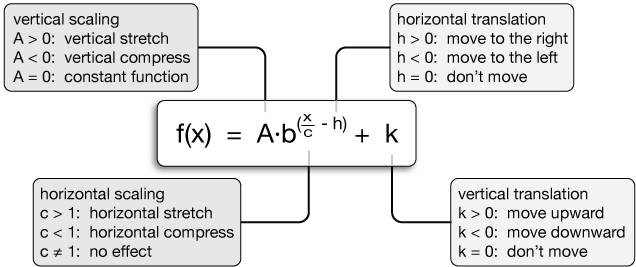 vertical scaling
A > 0: vertical stretch
A < 0: vertical compress
A = 0: constant function
horizontal translation
h > 0: move to the right
h < 0: move to the left
h = 0: don't move
f(x) = A·b^(x/c - h) + k
horizontal scaling
c > 1: horizontal stretch
c < 1: horizontal compress
c ≠ 1: no effect
vertical translation
k > 0: move upward
k < 0: move downward
k = 0: don't move